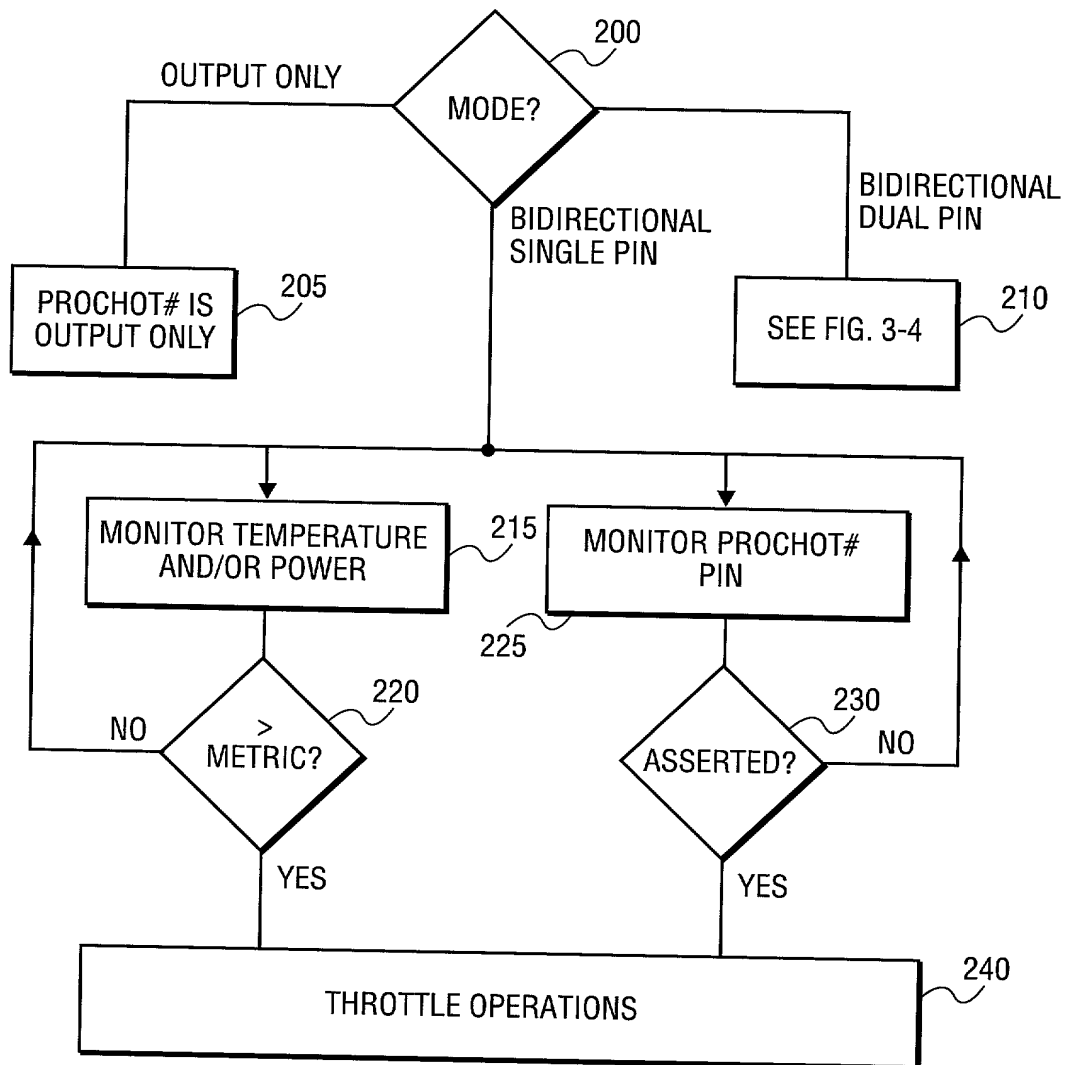 200
OUTPUT ONLY
MODE?
BIDIRECTIONAL
DUAL PIN
BIDIRECTIONAL
SINGLE PIN
205
PROCHOT# IS
OUTPUT ONLY
210
SEE FIG. 3-4
MONITOR TEMPERATURE
AND/OR POWER
215
MONITOR PROCHOT#
PIN
225
220
>
METRIC?
NO
230
ASSERTED?
NO
YES
YES
240
THROTTLE OPERATIONS